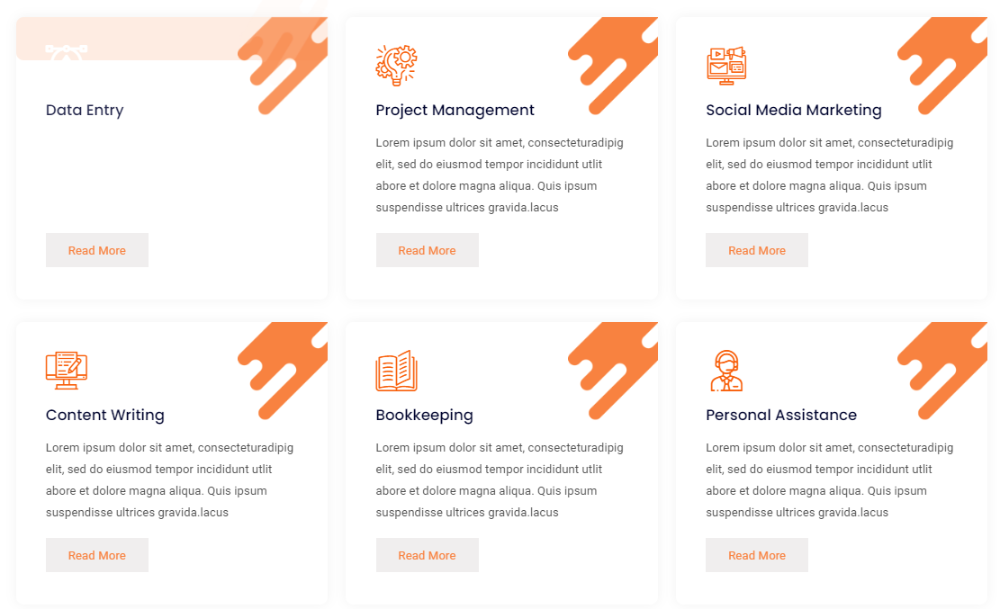 Data Entry
Read More
Project Management
Lorem ipsum dolor sit amet, consecteturadipig
elit, sed do eiusmod tempor incididunt utlit
abore et dolore magna aliqua. Quis ipsum
suspendisse ultrices gravida.lacus
Read More
Social Media Marketing
Lorem ipsum dolor sit amet, consecteturadipig
elit, sed do eiusmod tempor incididunt utlit
abore et dolore magna aliqua. Quis ipsum
suspendisse ultrices gravida.lacus
Read More
Content Writing
Lorem ipsum dolor sit amet, consecteturadipig
elit, sed do eiusmod tempor incididunt utlit
abore et dolore magna aliqua. Quis ipsum
suspendisse ultrices gravida.lacus
Read More
Bookkeeping
Lorem ipsum dolor sit amet, consecteturadipig
elit, sed do eiusmod tempor incididunt utlit
abore et dolore magna aliqua. Quis ipsum
suspendisse ultrices gravida.lacus
Read More
Personal Assistance
Lorem ipsum dolor sit amet, consecteturadipig
elit, sed do eiusmod tempor incididunt utlit
abore et dolore magna aliqua. Quis ipsum
suspendisse ultrices gravida.lacus
Read More